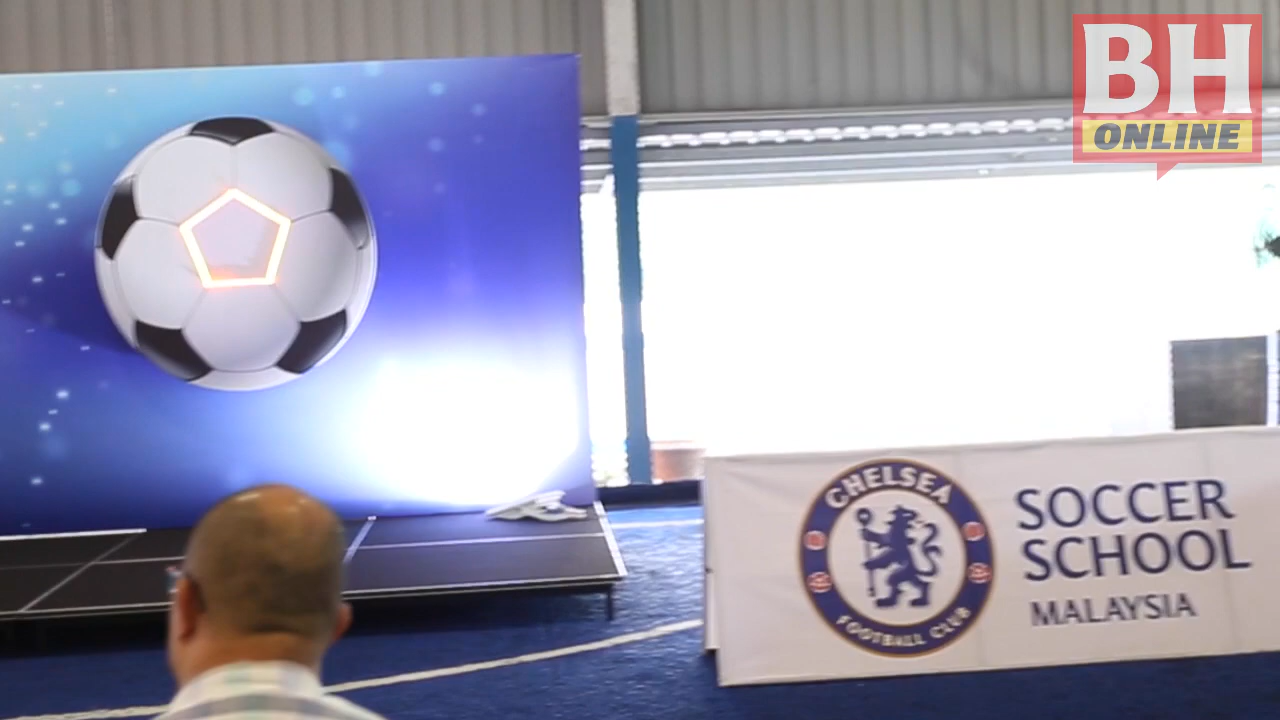 BH
ONLINE
CHELSEA
FOOTBALL CLUB
SOCCER
SCHOOL
MALAYSIA